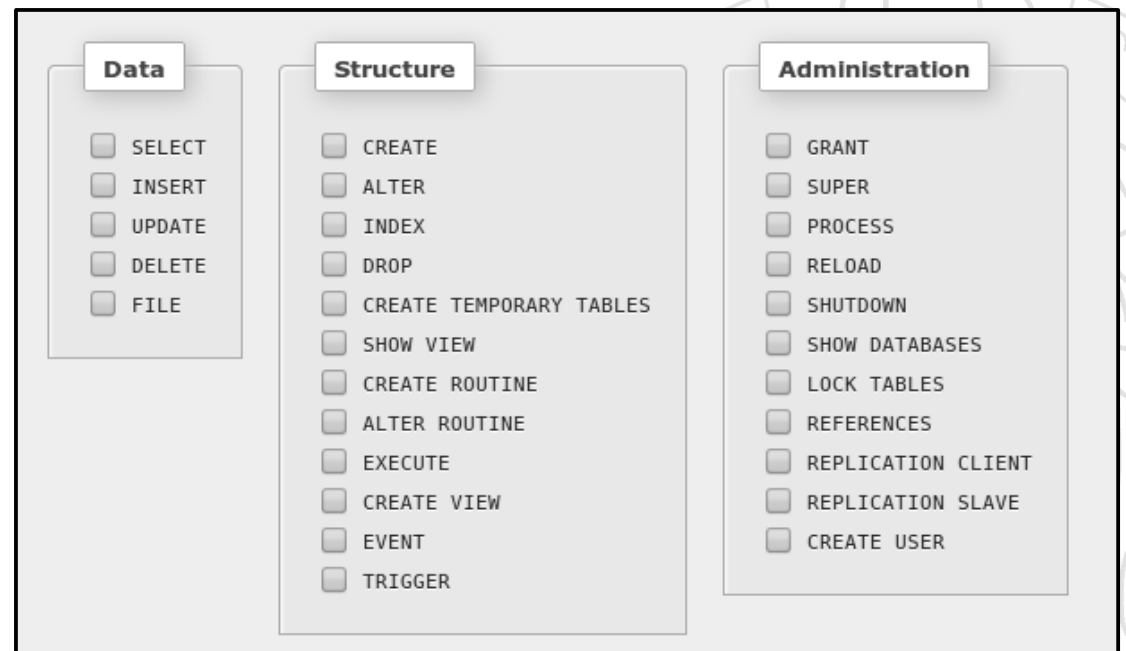 Data
SELECT
INSERT
UPDATE
DELETE
FILE
Structure
CREATE
ALTER
INDEX
DROP
CREATE TEMPORARY TABLES
SHOW VIEW
CREATE ROUTINE
ALTER ROUTINE
EXECUTE
CREATE VIEW
EVENT
TRIGGER
Administration
GRANT
SUPER
PROCESS
RELOAD
SHUTDOWN
SHOW DATABASES
LOCK TABLES
REFERENCES
REPLICATION CLIENT
REPLICATION SLAVE
CREATE USER